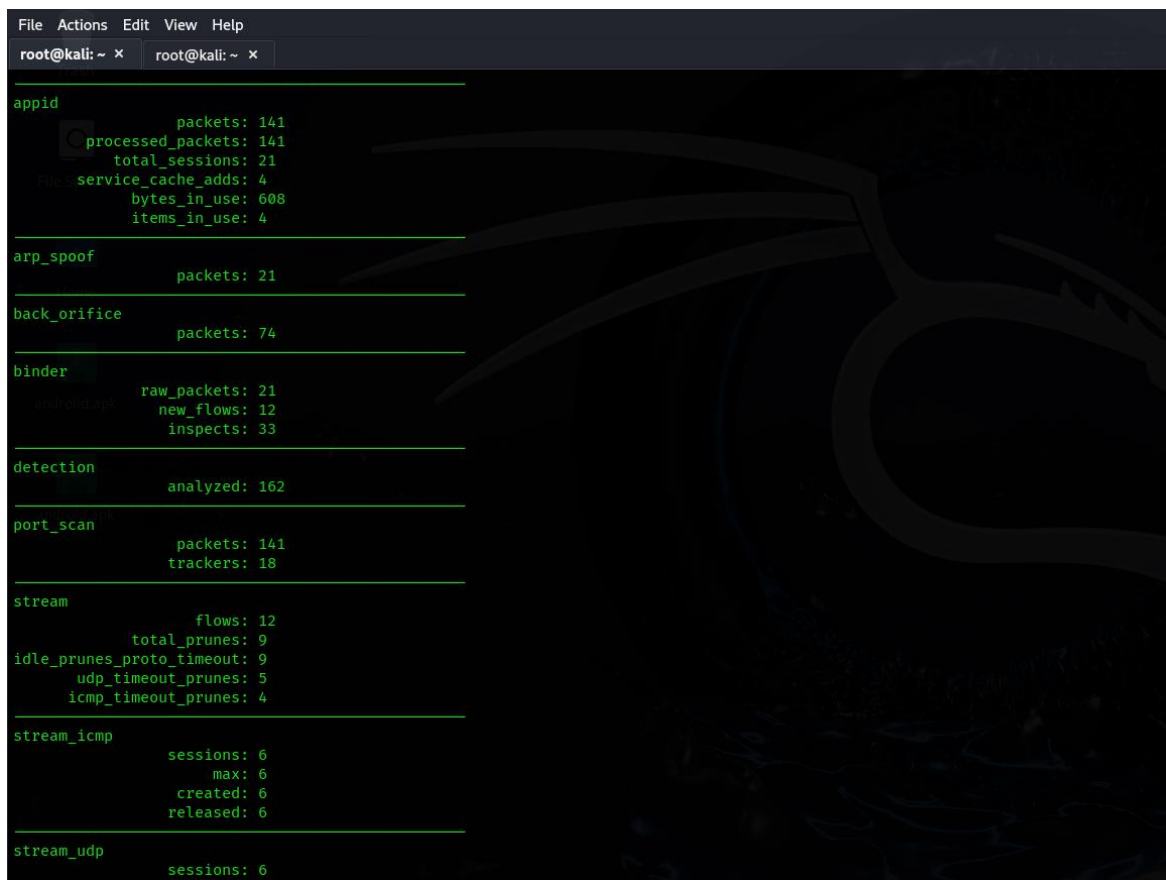 File Actions Edit View Help
root@kali: ~ × root@kali: ~ ×
appid
packets: 141
processed_packets: 141
total_sessions: 21
service_cache_adds: 4
bytes_in_use: 608
items_in_use: 4
arp_spoof
packets: 21
back_orifice
packets: 74
binder
raw_packets: 21
android.apk
new_flows: 12
inspects: 33
detection
analyzed: 162
port_scan
packets: 141
trackers: 18
stream
flows: 12
total_prunes: 9
idle_prunes_proto_timeout: 9
udp_timeout_prunes: 5
icmp_timeout_prunes: 4
stream_icmp
sessions: 6
max: 6
created: 6
released: 6
stream_udp
sessions: 6